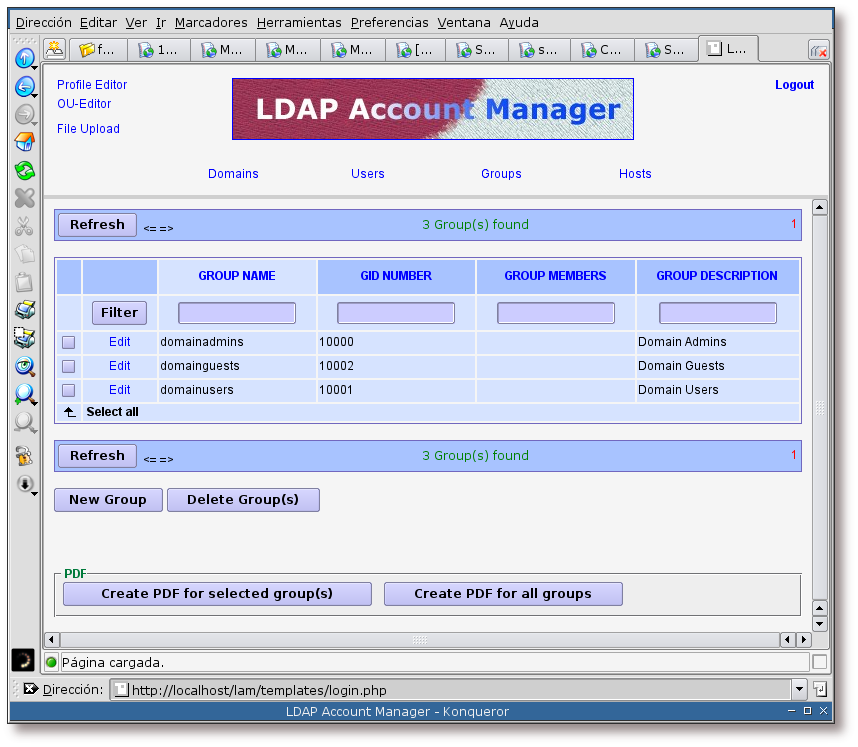 Dirección Editar Ver Ir Marcadores Herramientas Preferencias Ventana Ayuda
f... 1... M... M... M... [... S... s... C... S... L...
Profile Editor
OU-Editor
File Upload
LDAP Account Manager
Logout
Domains Users Groups Hosts
Refresh <= => 3 Group(s) found 1
GROUP NAME GID NUMBER GROUP MEMBERS GROUP DESCRIPTION
Filter
Edit domainadmins 10000 Domain Admins
Edit domainguests 10002 Domain Guests
Edit domainusers 10001 Domain Users
Select all
Refresh <= => 3 Group(s) found 1
New Group Delete Group(s)
PDF
Create PDF for selected group(s) Create PDF for all groups
Página cargada.
Dirección: http://localhost/lam/templates/login.php
LDAP Account Manager - Konqueror